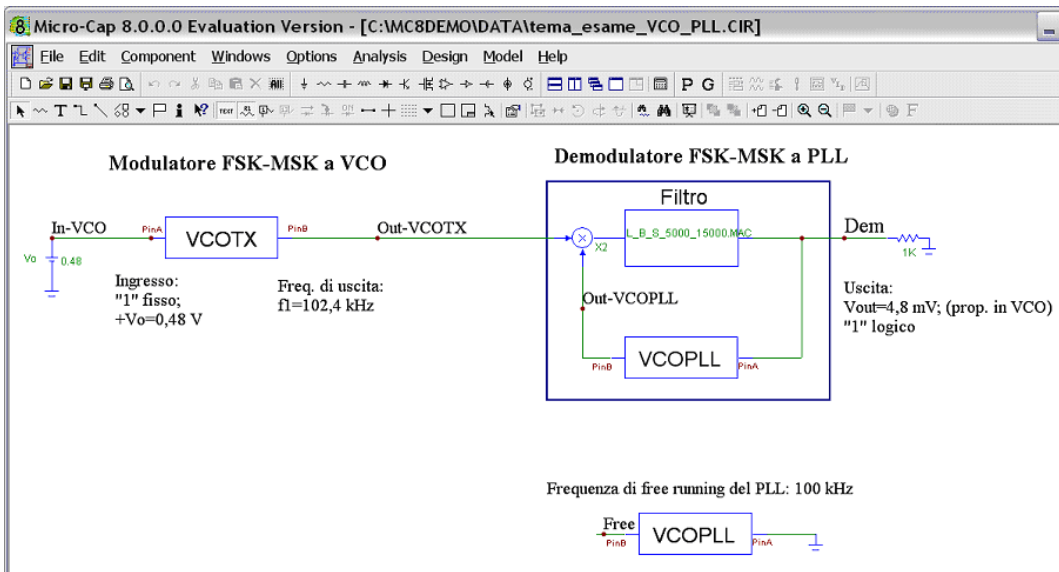 Micro-Cap 8.0.0.0 Evaluation Version - [C:\MC8DEMO\DATA\tema_esame_VCO_PLL.CIR]
File Edit Component Windows Options Analysis Design Model Help
P G
T
Modulatore FSK-MSK a VCO
Demodulatore FSK-MSK a PLL
In-VCO
PinA
VCOTX
PinB
Out-VCOTX
Vo
0.48
Ingresso:
"1" fisso;
+Vo=0,48 V
Freq. di uscita:
f1=102,4 kHz
Filtro
L_B_S_5000_15000.MAC
X2
Dem
1K
Out-VCOPLL
PinB
VCOPLL
PinA
Uscita:
Vout=4,8 mV; (prop. in VCO)
"1" logico
Frequenza di free running del PLL: 100 kHz
Free
PinB
VCOPLL
PinA